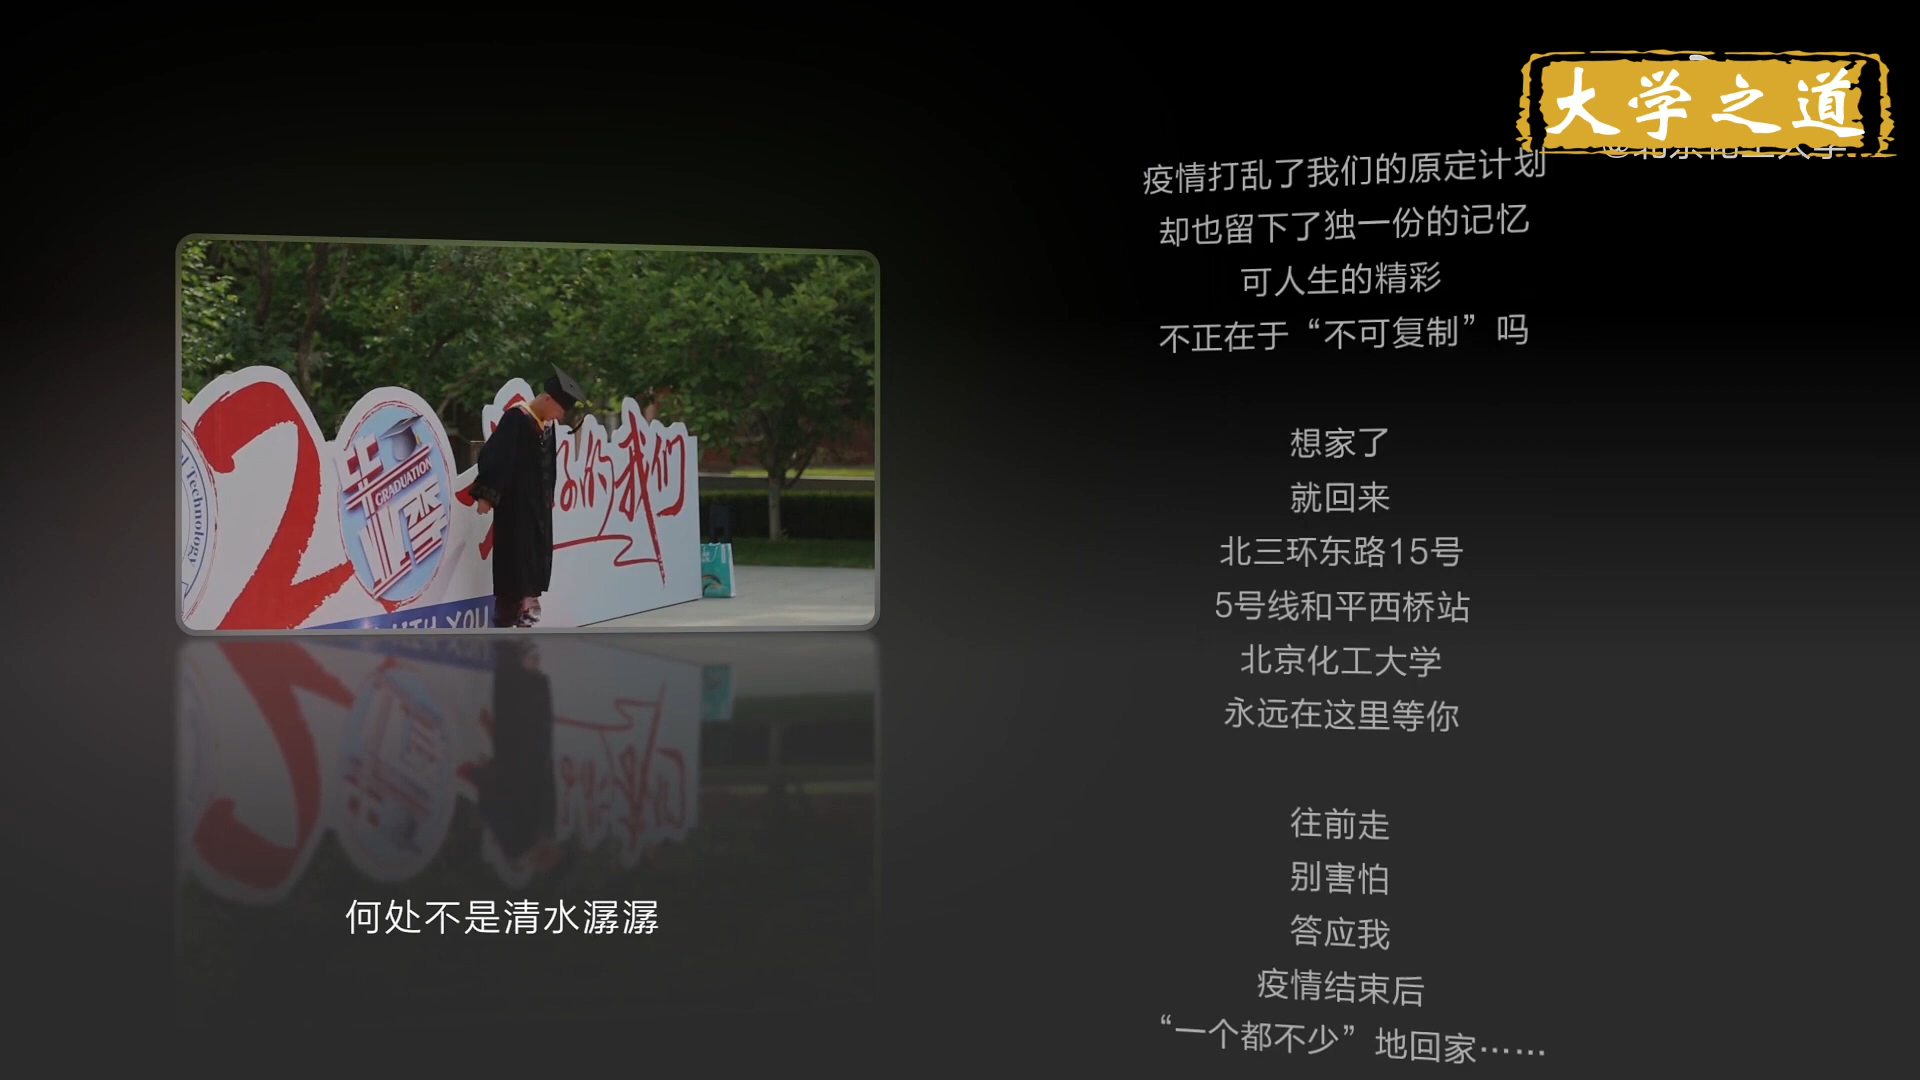 大学之道
疫情打乱了我们的原定计划
却也留下了独一份的记忆
可人生的精彩
不正在于“不可复制”吗
想家了
就回来
北三环东路15号
5号线和平西桥站
北京化工大学
永远在这里等你
往前走
别害怕
答应我
疫情结束后
“一个都不少”地回家……
Technology
20
毕业季
GRADUATION
的我们
WITH YOU
何处不是清水潺潺